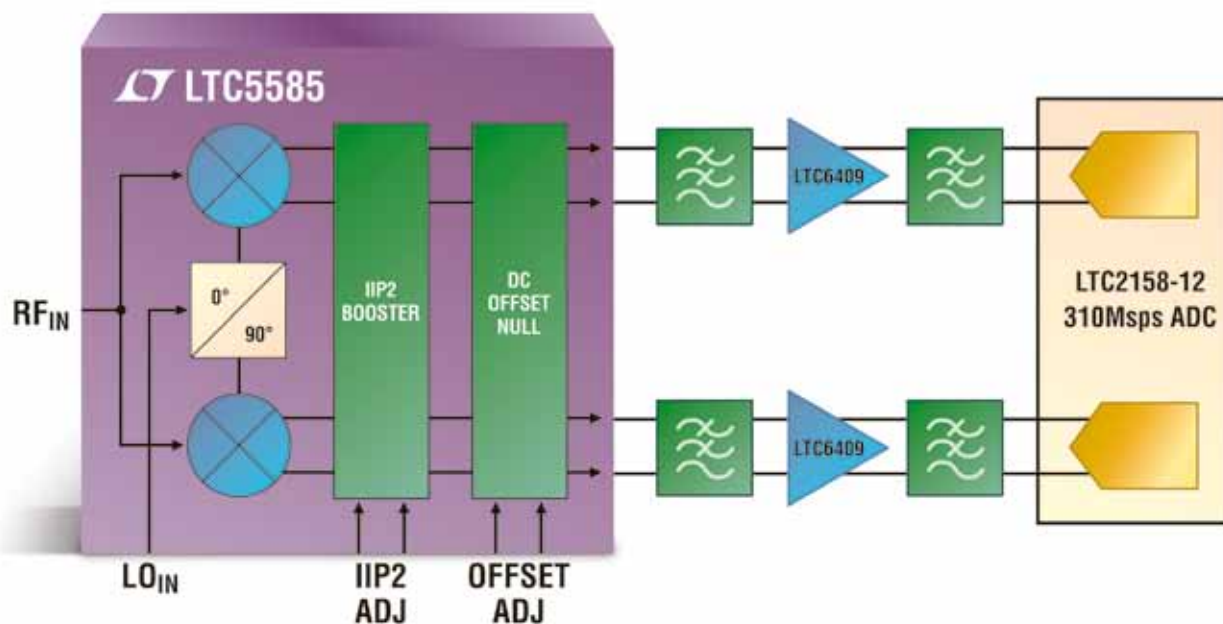 LTC5585
RFIN
0°
90°
IIP2
BOOSTER
DC
OFFSET
NULL
LTC6409
LTC6409
LTC2158-12
310Msps ADC
LOIN
IIP2
ADJ
OFFSET
ADJ